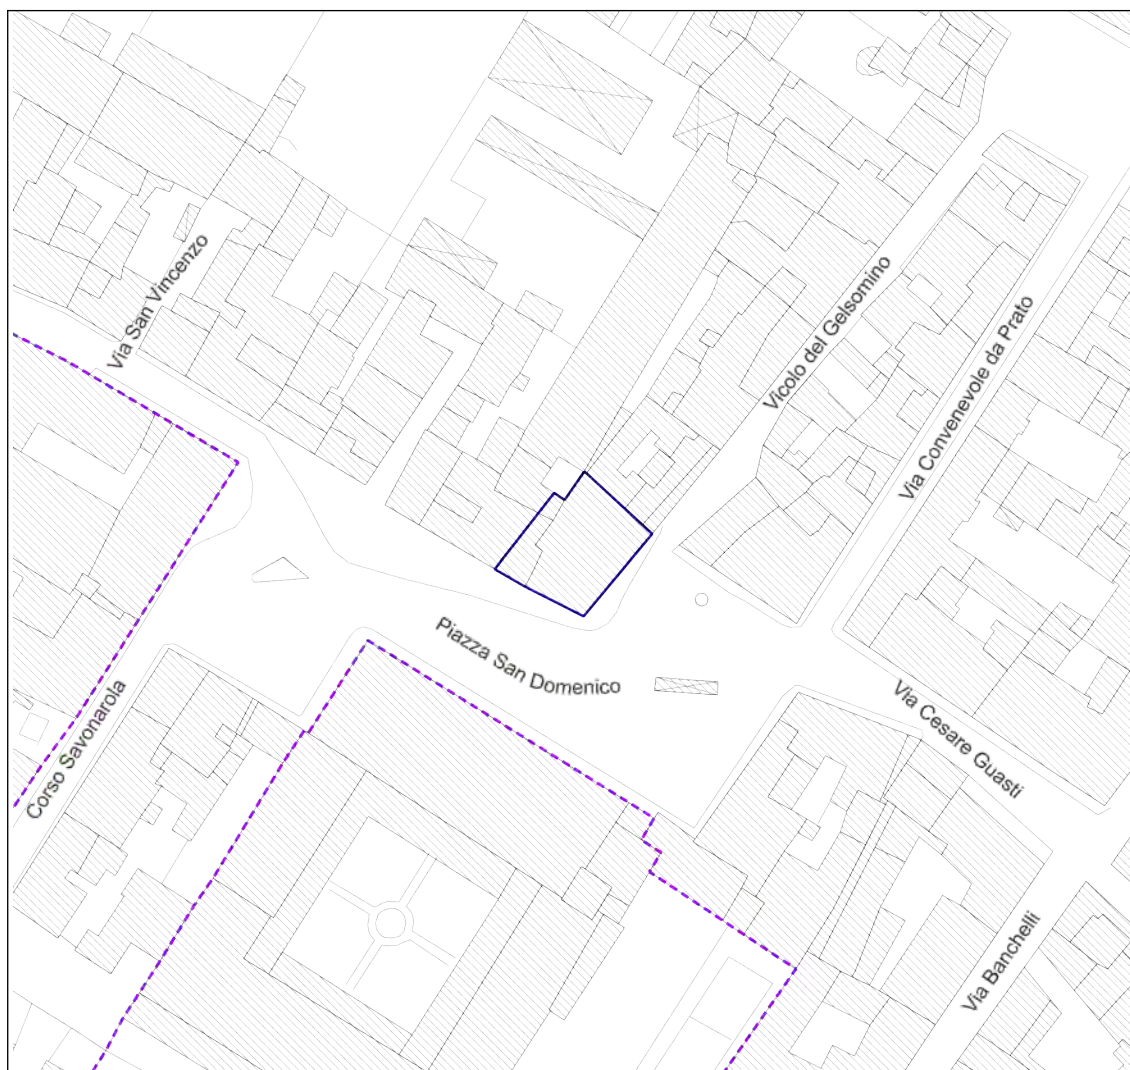 Via San Vincenzo
Vicolo del Gelsomino
Via Convenevole da Prato
Piazza San Domenico
Via Cesare Guasti
Corso Savonarola
Via Banchelli